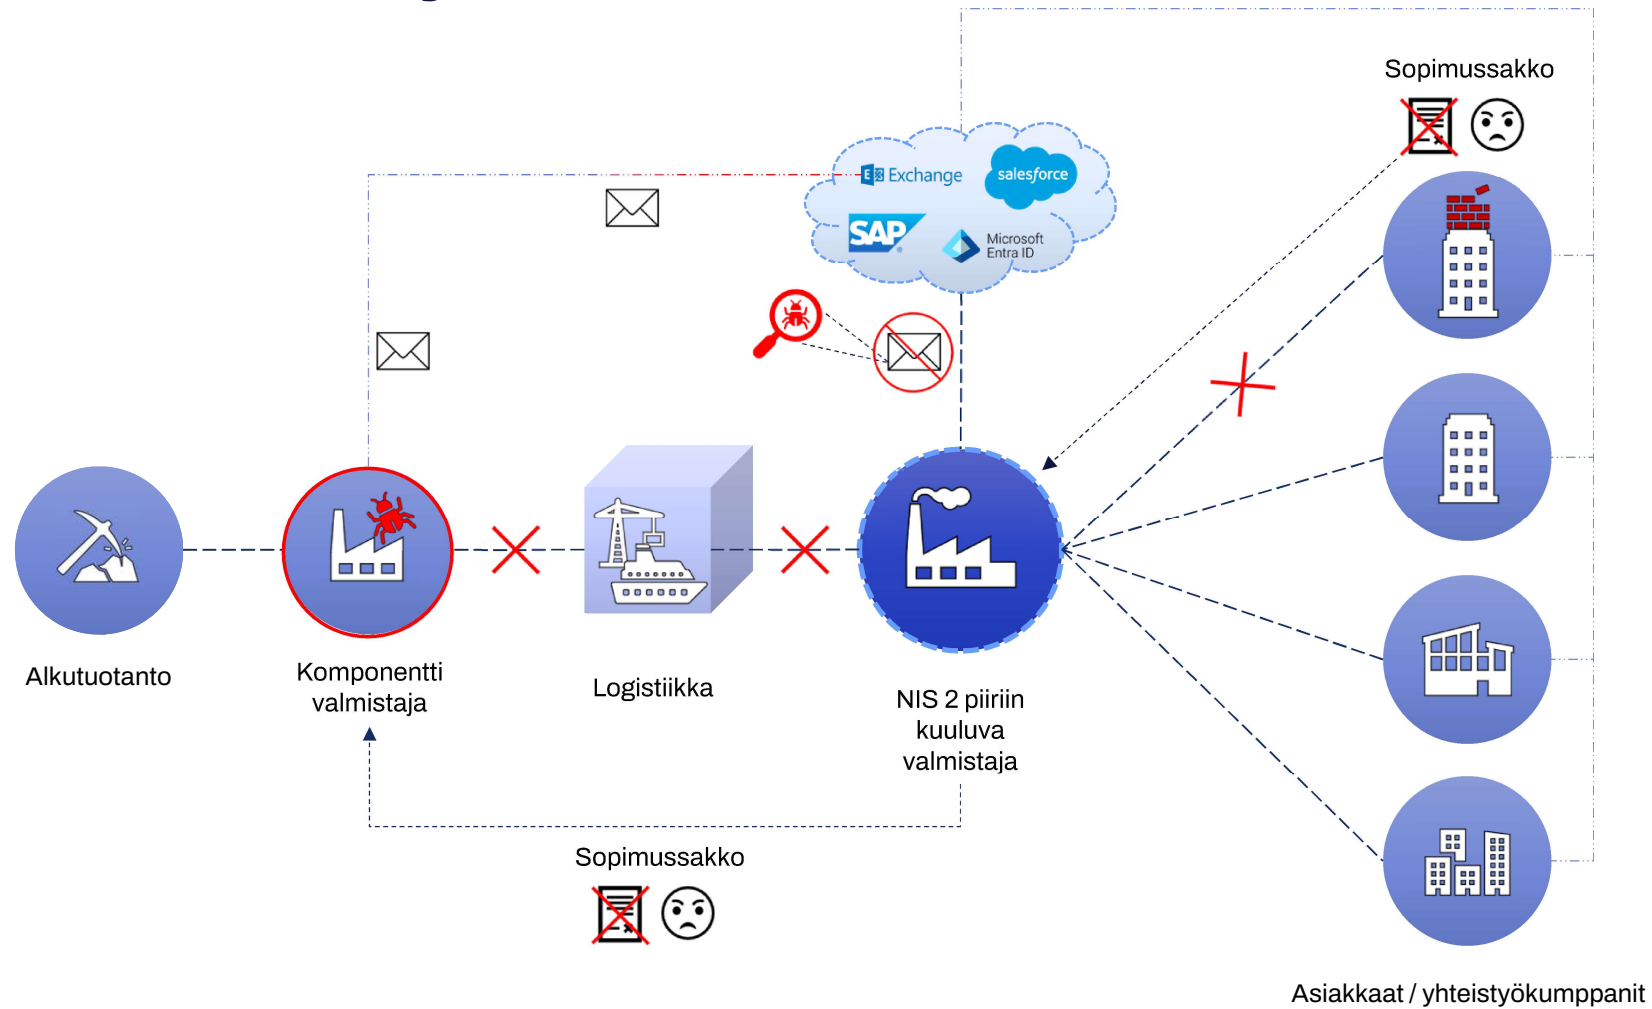 Sopimussakko
Exchange
salesforce
SAP
Microsoft
Entra ID
Alkutuotanto
Komponentti
valmistaja
Logistiikka
NIS 2 piiriin
kuuluva
valmistaja
Sopimussakko
Asiakkaat / yhteistyökumppanit